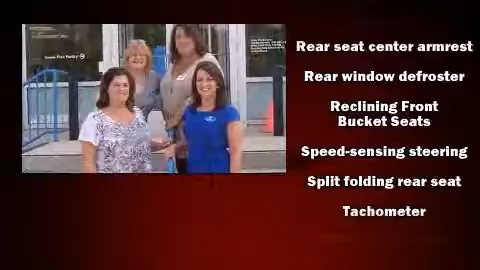 Rear seat center armrest
Rear window defroster
Reclining Front
Bucket Seats
Speed-sensing steering
Split folding rear seat
Tachometer